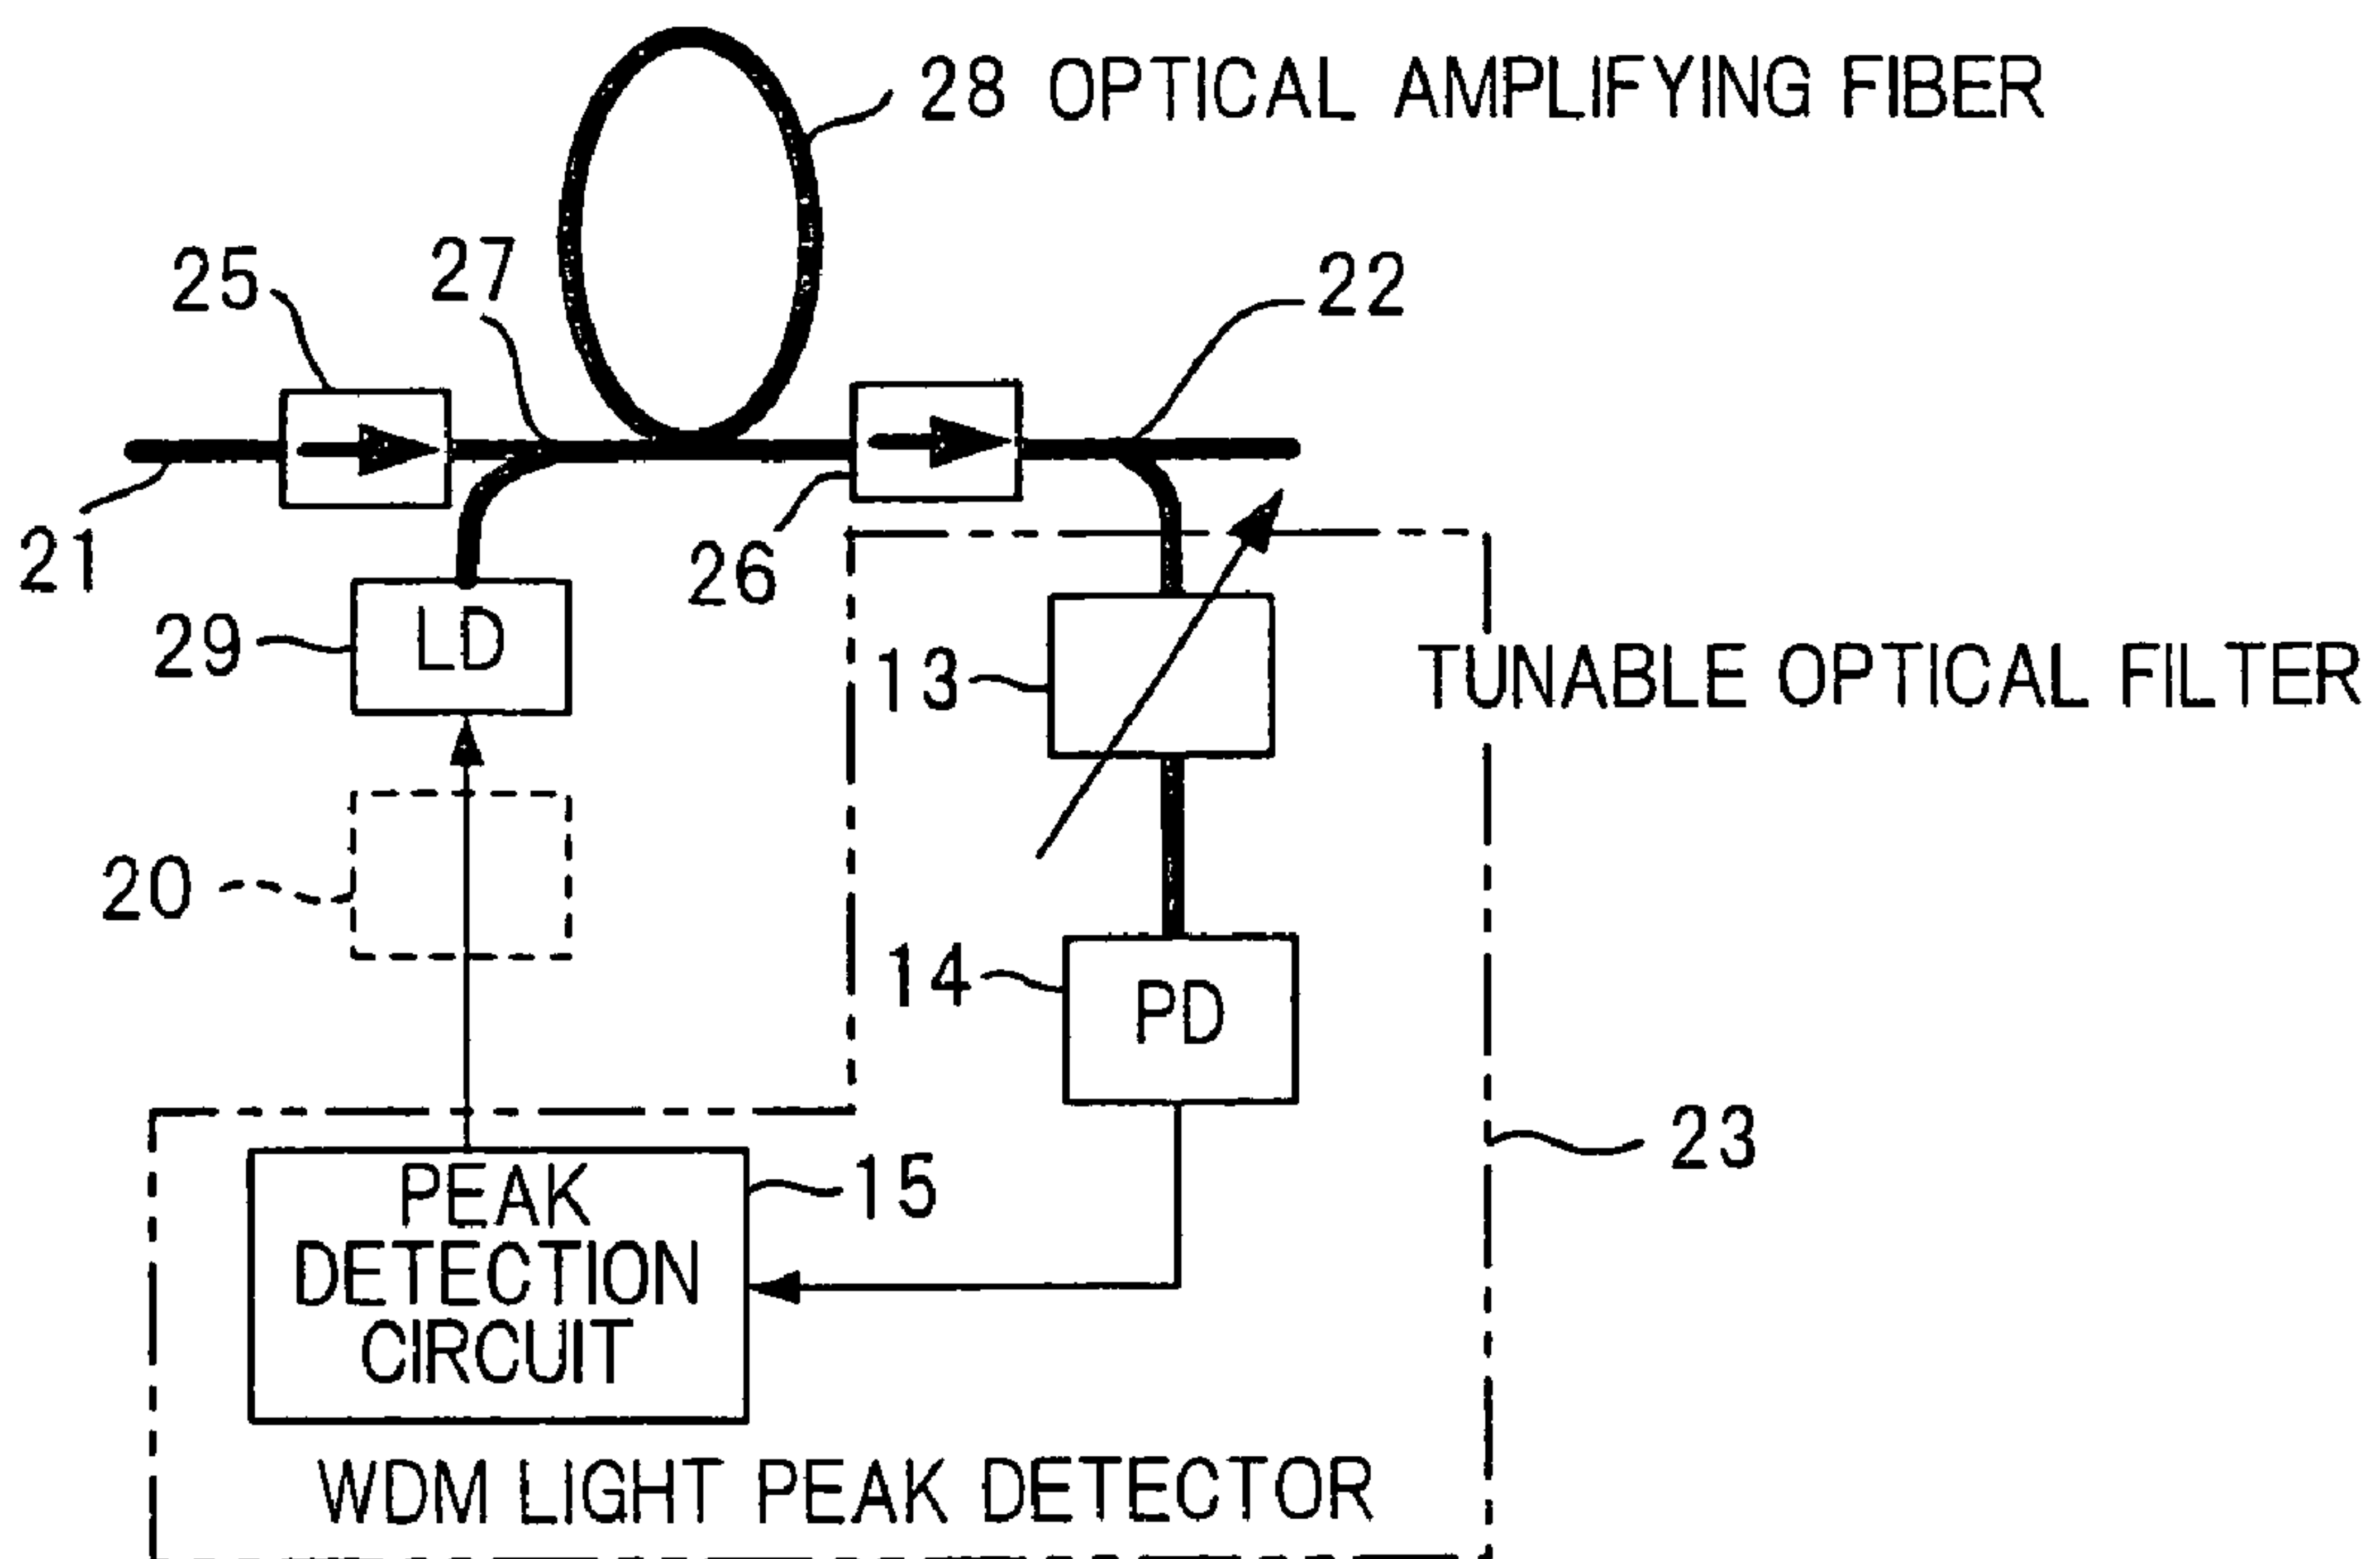 28 OPTICAL AMPLIFYING FIBER
25
27
22
21
26
29
LD
13
TUNABLE OPTICAL FILTER
20
14
PD
23
15
PEAK
DETECTION
CIRCUIT
WDM LIGHT PEAK DETECTOR